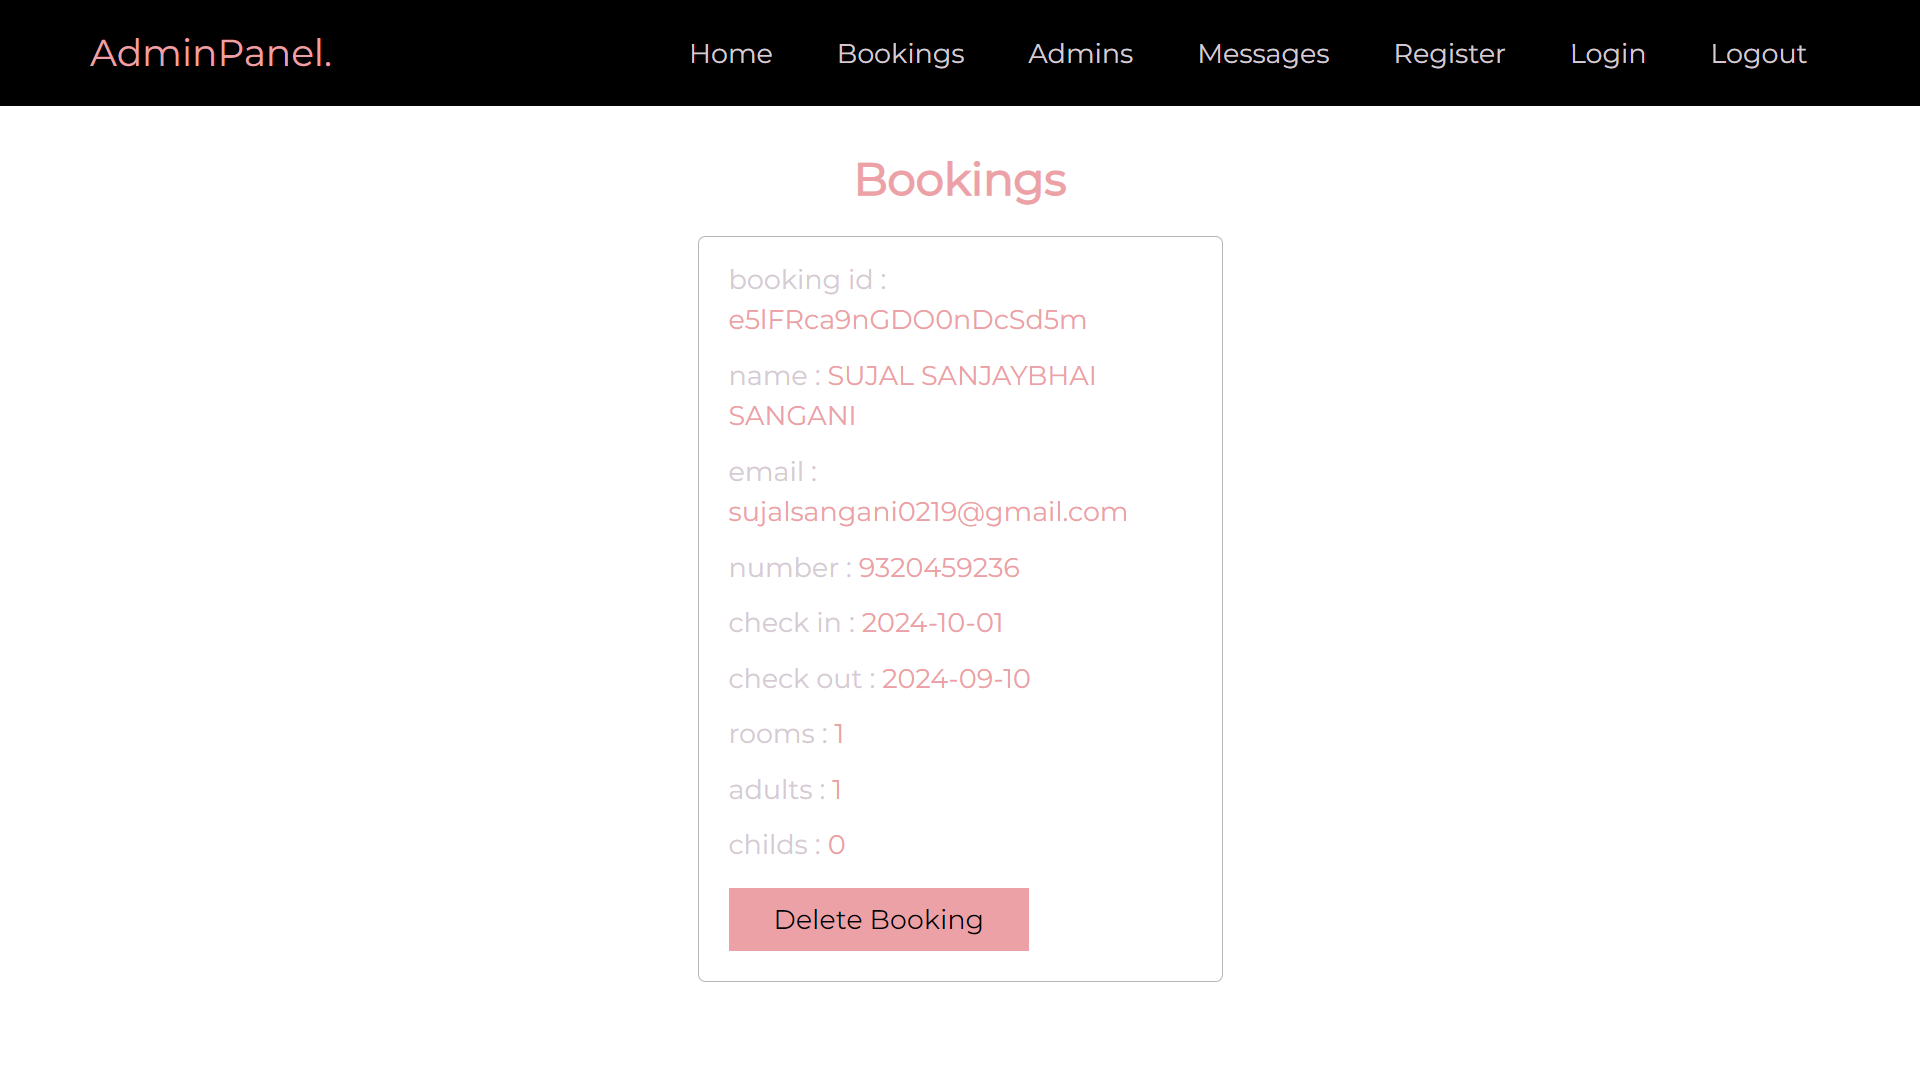 AdminPanel.
Home Bookings Admins Messages Register Login Logout
Bookings
booking id :
e5lFRca9nGDO0nDcSd5m
name : SUJAL SANJAYBHAI
SANGANI
email :
sujalsangani0219@gmail.com
number : 9320459236
check in : 2024-10-01
check out : 2024-09-10
rooms : 1
adults : 1
childs : 0
Delete Booking